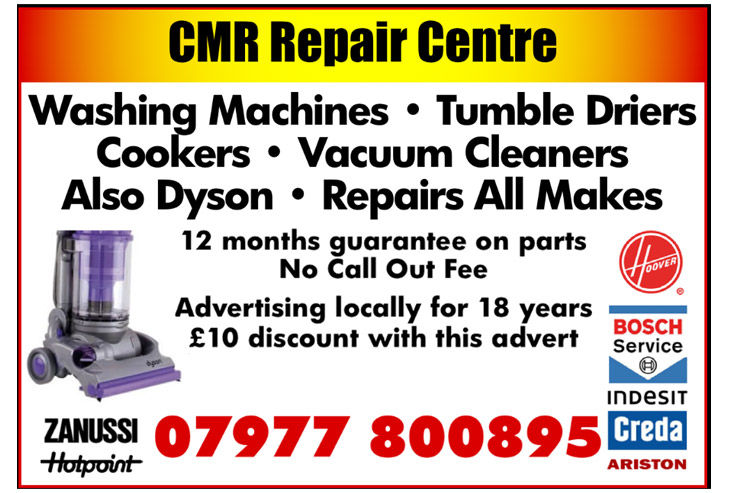 CMR Repair Centre
Washing Machines • Tumble Driers
Cookers • Vacuum Cleaners
Also Dyson • Repairs All Makes
12 months guarantee on parts
No Call Out Fee
Advertising locally for 18 years
£10 discount with this advert
dyson
HOOVER
®
BOSCH
Service
INDESIT
Creda
ARISTON
ZANUSSI
Hotpoint
07977 800895